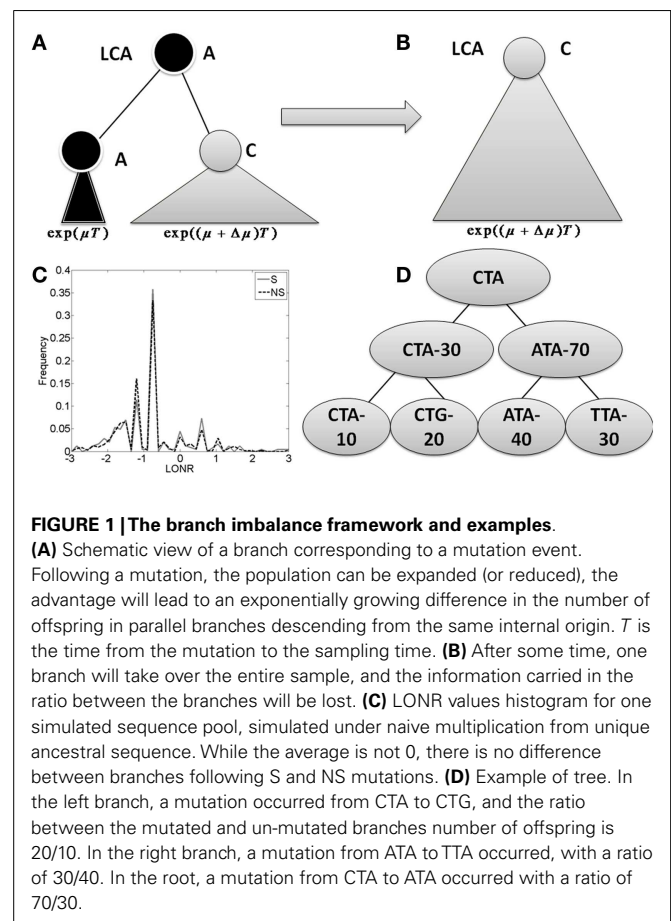 A
LCA
A
A
C
exp(μT)
exp((μ + Δμ)T)
B
LCA
C
exp((μ + Δμ)T)
C
0.4
0.35
0.3
0.25
0.2
0.15
0.1
0.05
0
Frequency
-3
-2
-1
0
1
2
3
LONR
S
NS
D
CTA
CTA-30
ATA-70
CTA-
10
CTG-
20
ATA-
40
TTA-
30
FIGURE 1 | The branch imbalance framework and examples.
(A) Schematic view of a branch corresponding to a mutation event.
Following a mutation, the population can be expanded (or reduced), the
advantage will lead to an exponentially growing difference in the number of
offspring in parallel branches descending from the same internal origin. T is
the time from the mutation to the sampling time. (B) After some time, one
branch will take over the entire sample, and the information carried in the
ratio between the branches will be lost. (C) LONR values histogram for one
simulated sequence pool, simulated under naive multiplication from unique
ancestral sequence. While the average is not 0, there is no difference
between branches following S and NS mutations. (D) Example of tree. In
the left branch, a mutation occurred from CTA to CTG, and the ratio
between the mutated and un-mutated branches number of offspring is
20/10. In the right branch, a mutation from ATA to TTA occurred, with a ratio
of 30/40. In the root, a mutation from CTA to ATA occurred with a ratio of
70/30.